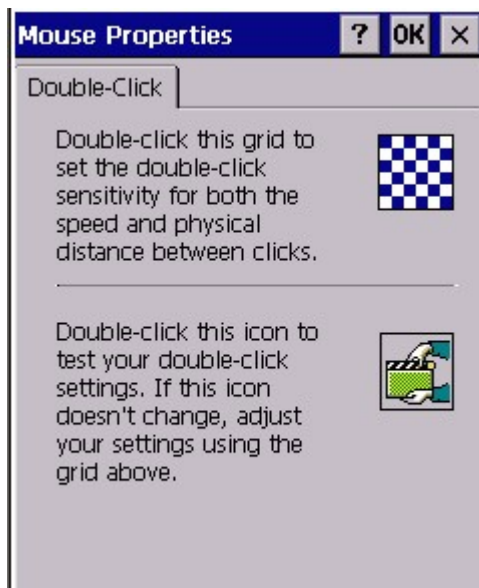 Mouse Properties ? OK ×
Double-Click
Double-click this grid to
set the double-click
sensitivity for both the
speed and physical
distance between clicks.
Double-click this icon to
test your double-click
settings. If this icon
doesn't change, adjust
your settings using the
grid above.